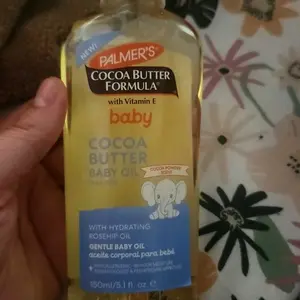 NEW!
PALMER'S
COCOA BUTTER
FORMULA®
with Vitamin E
baby
COCOA
BUTTER
BABY OIL
WITH HYDRATING
ROSEHIP OIL
GENTLE BABY OIL
aceite corporal para bebé
150ml/5.1 fl. oz